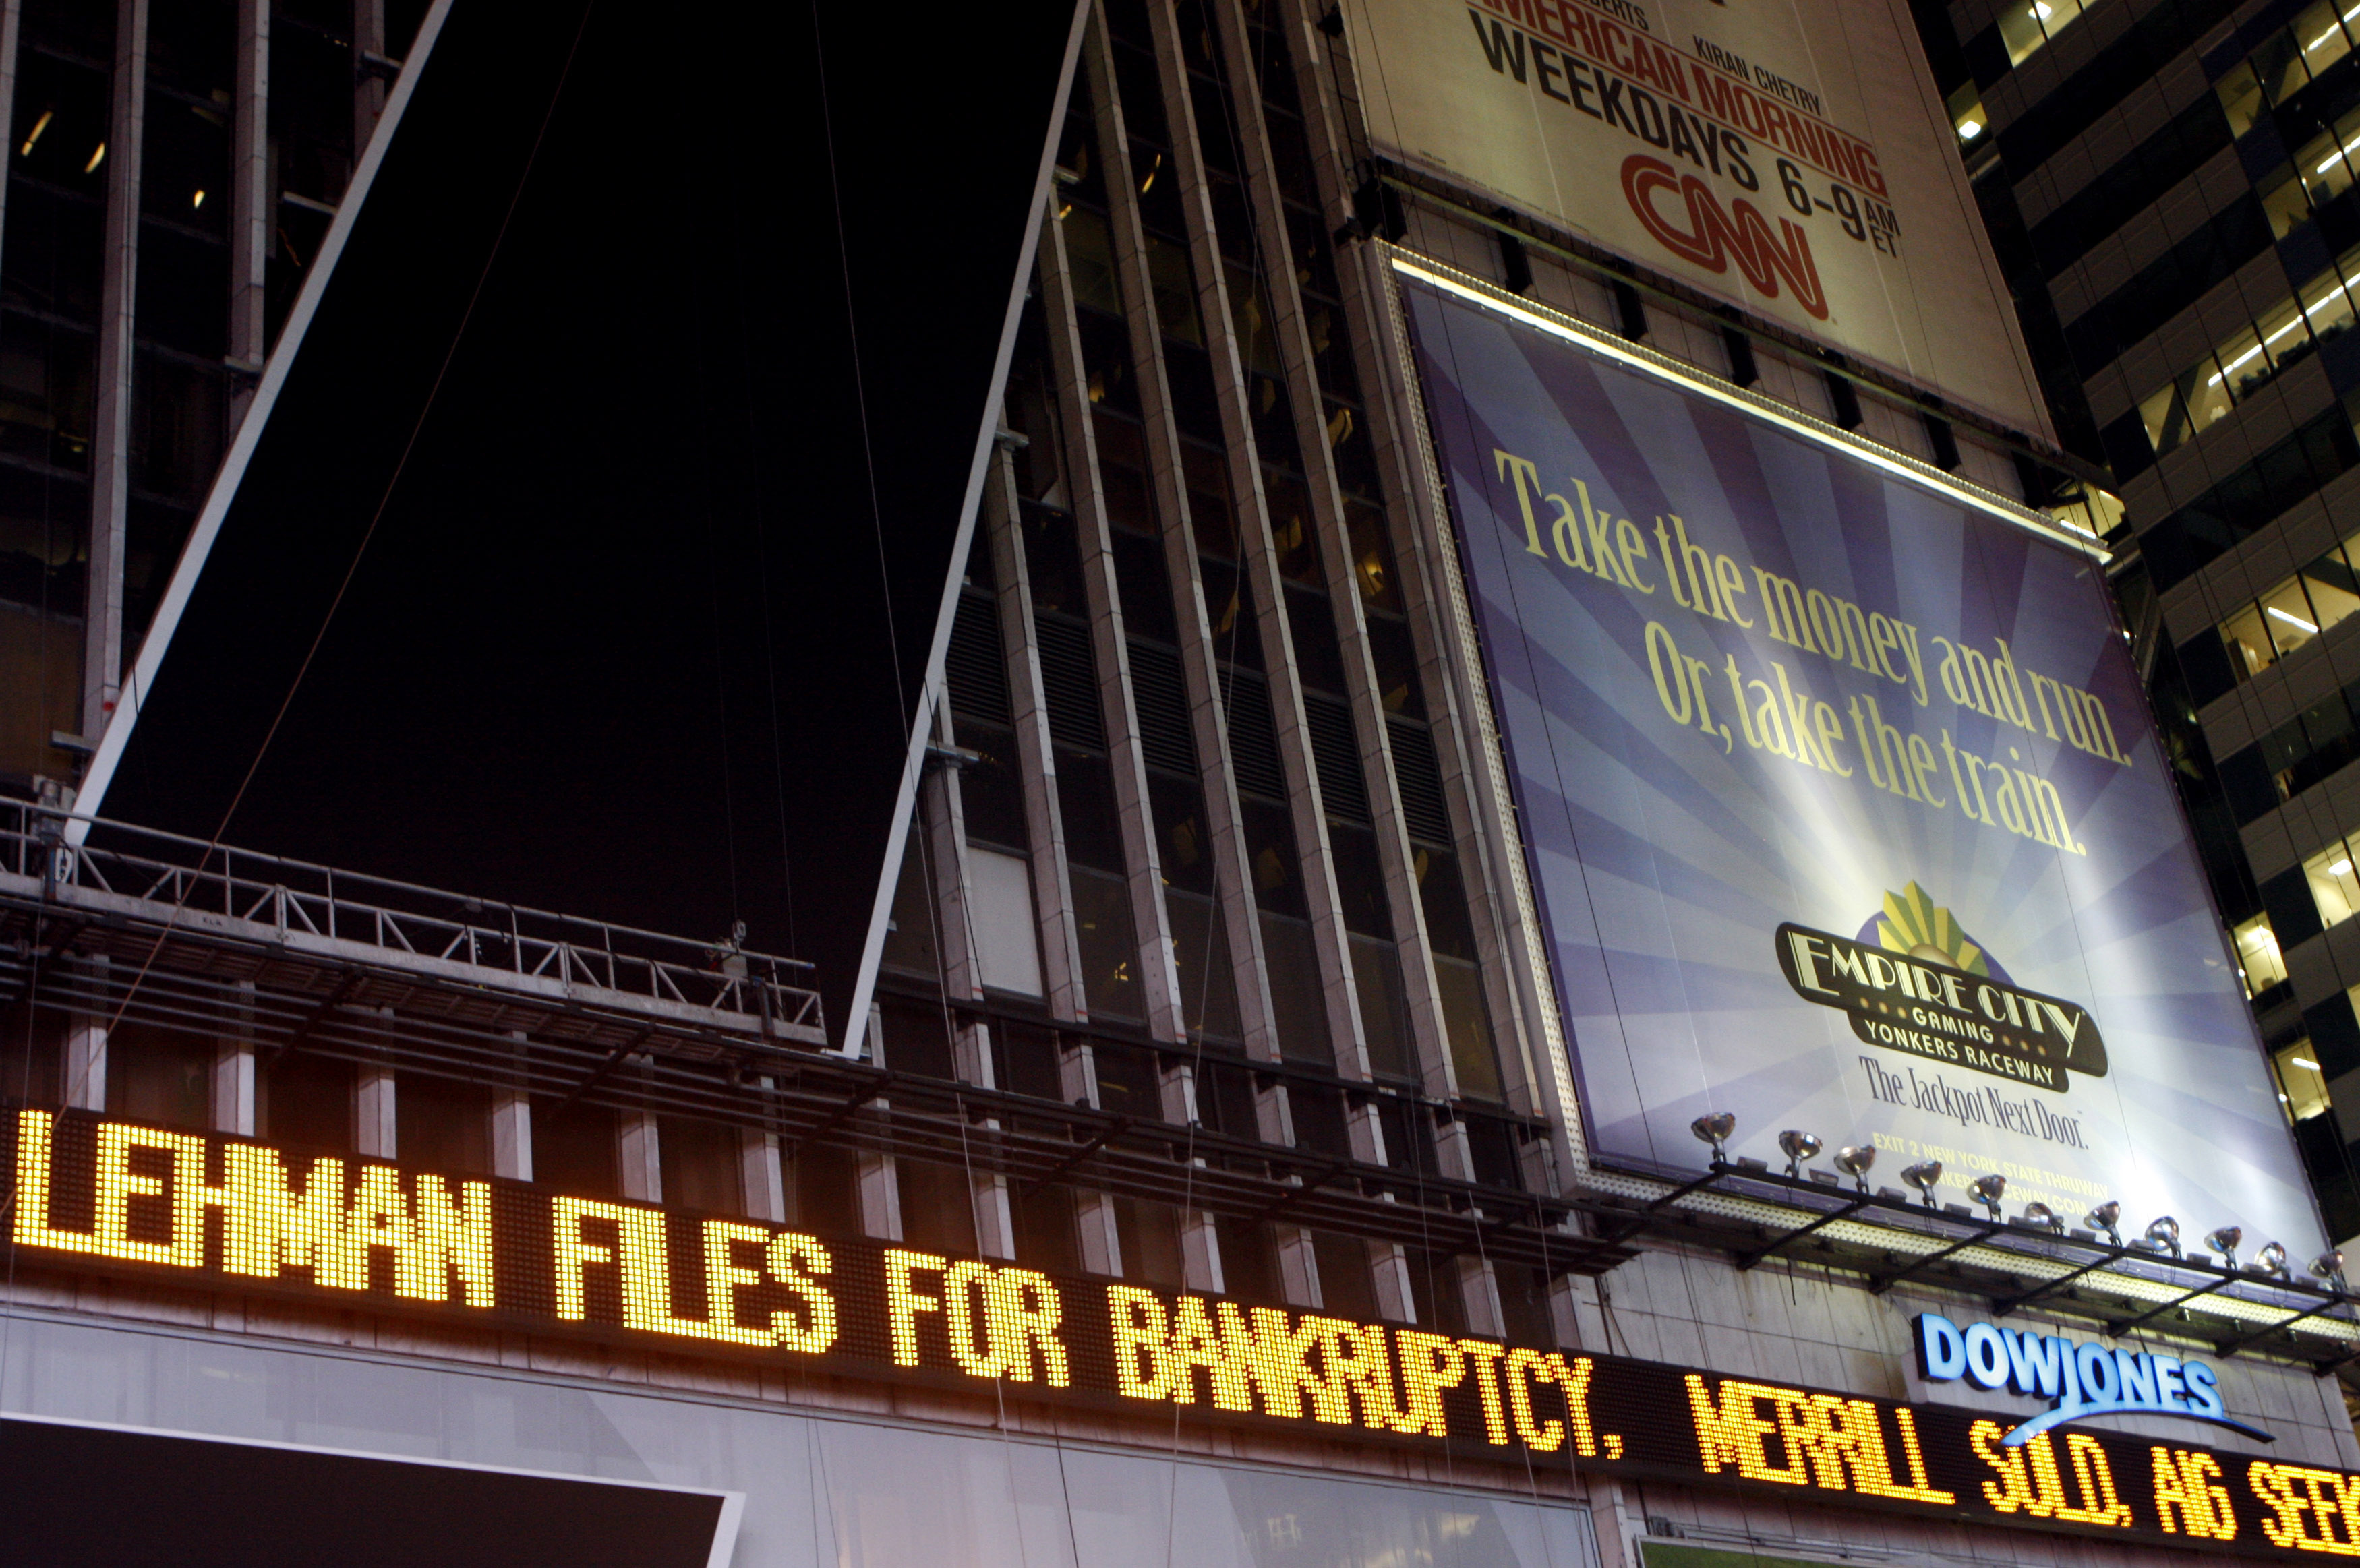 KIRAN CHETRY
AMERICAN MORNING
WEEKDAYS 6-9 AM ET
CNN
Take the money and run.
Or, take the train.
EMPIRE CITY
GAMING
YONKERS RACEWAY
The Jackpot Next Door.
EXIT 2 NEW YORK STATE THRUWAY
DOWJONES
LEHMAN FILES FOR BANKRUPTCY, MERRILL SOLD, AIG SEEK